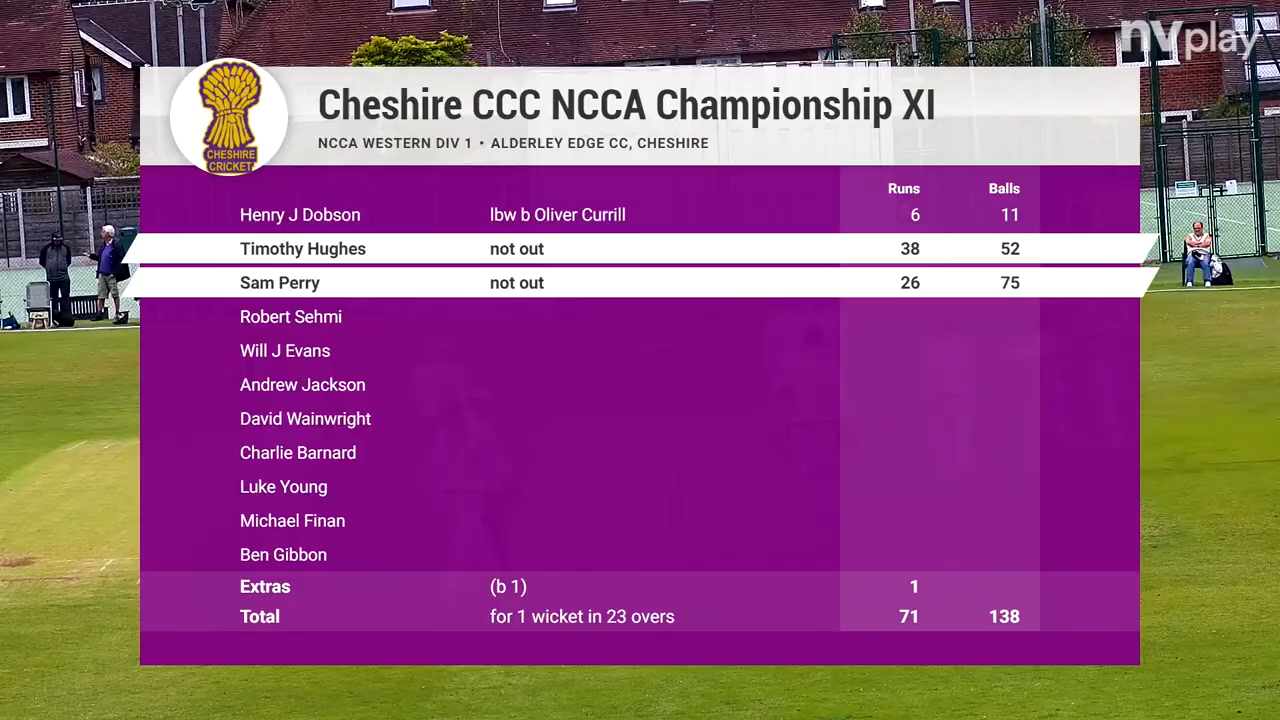 nvplay
Cheshire CCC NCCA Championship XI
NCCA WESTERN DIV 1 • ALDERLEY EDGE CC, CHESHIRE
CHESHIRE
CRICKET
Runs Balls
Henry J Dobson lbw b Oliver Currill 6 11
Timothy Hughes not out 38 52
Sam Perry not out 26 75
Robert Sehmi
Will J Evans
Andrew Jackson
David Wainwright
Charlie Barnard
Luke Young
Michael Finan
Ben Gibbon
Extras (b 1) 1
Total for 1 wicket in 23 overs 71 138